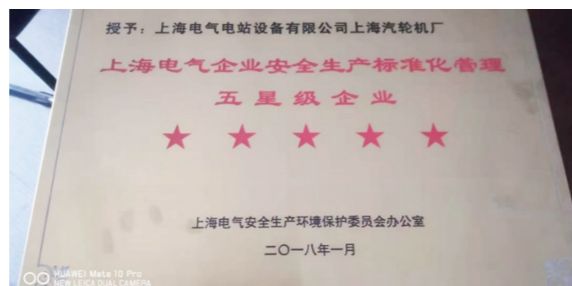 授予：上海电气电站设备有限公司上海汽轮机厂
上海电气企业安全生产标准化管理
五星级企业
上海电气安全生产环境保护委员会办公室
二〇一八年一月
HUAWEI Mate 10 Pro
NEW LEICA DUAL CAMERA